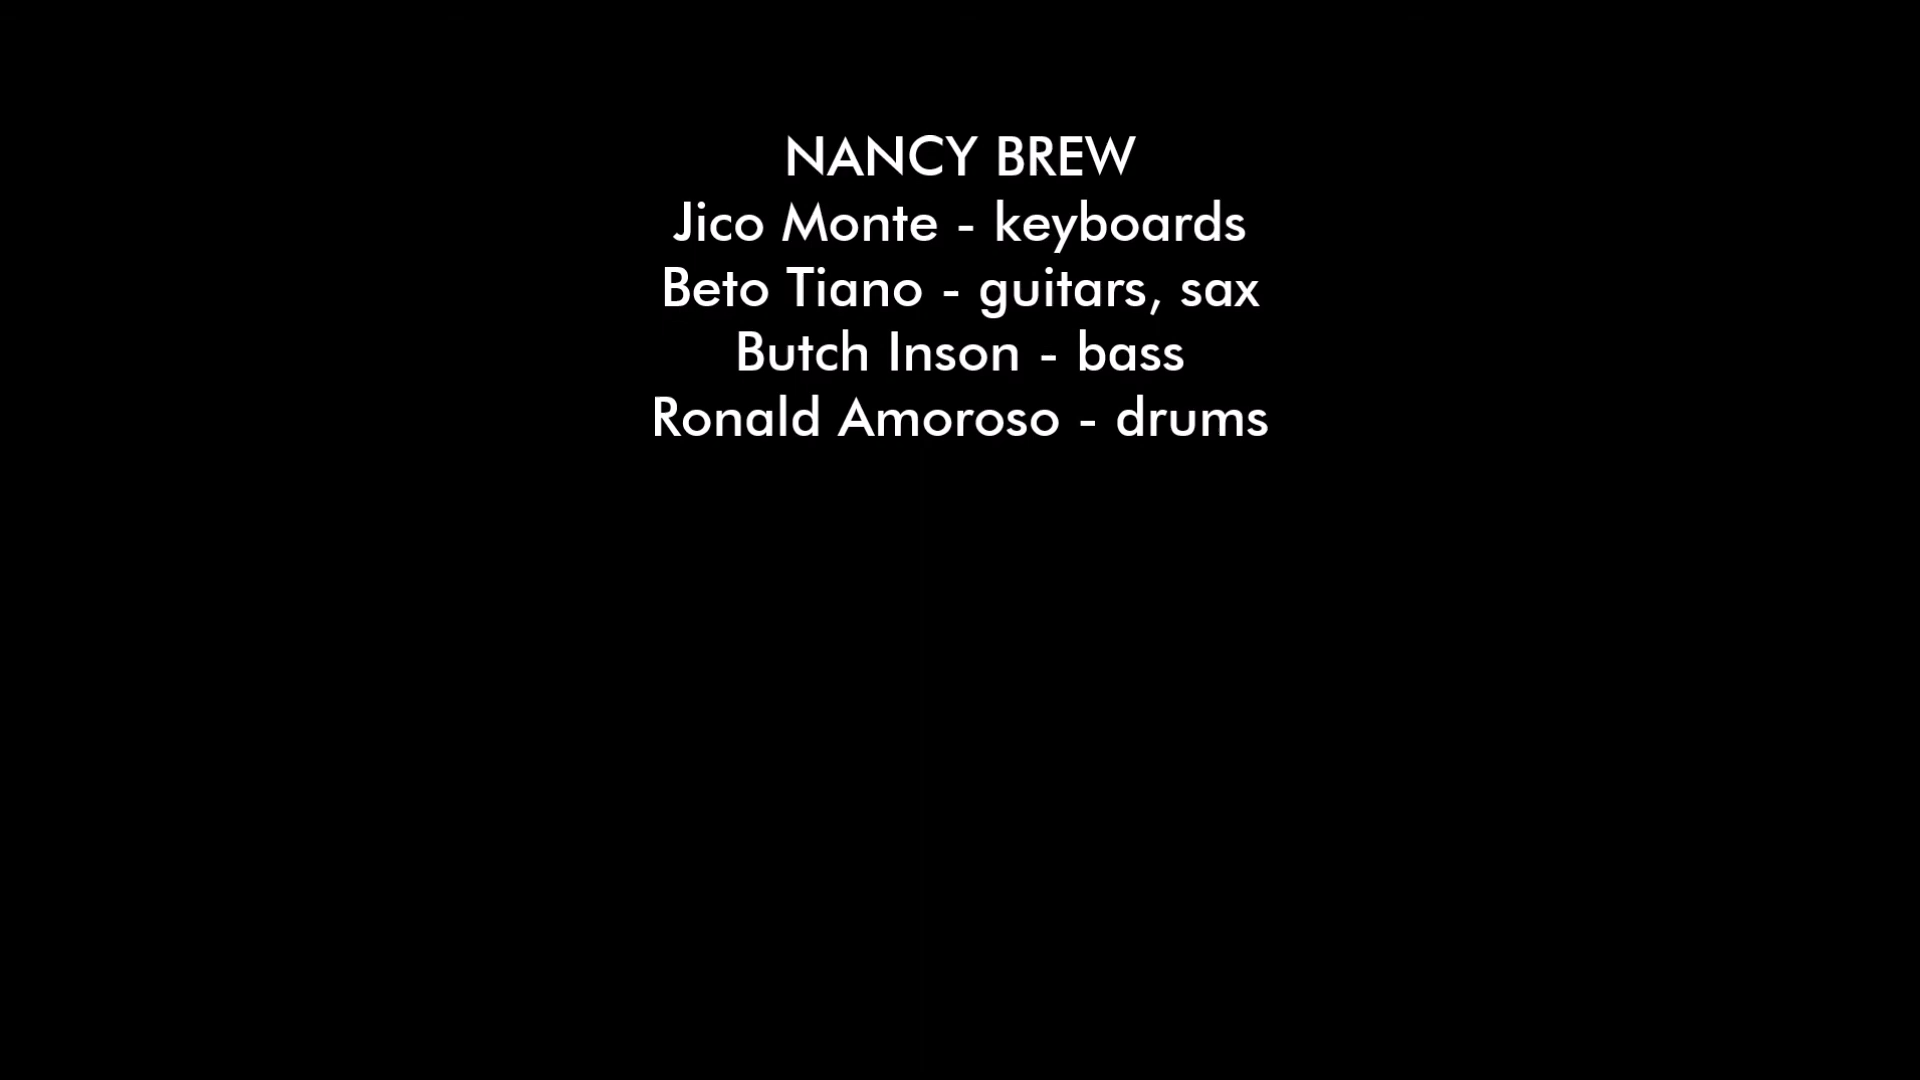 NANCY BREW
Jico Monte - keyboards
Beto Tiano - guitars, sax
Butch Inson - bass
Ronald Amoroso - drums